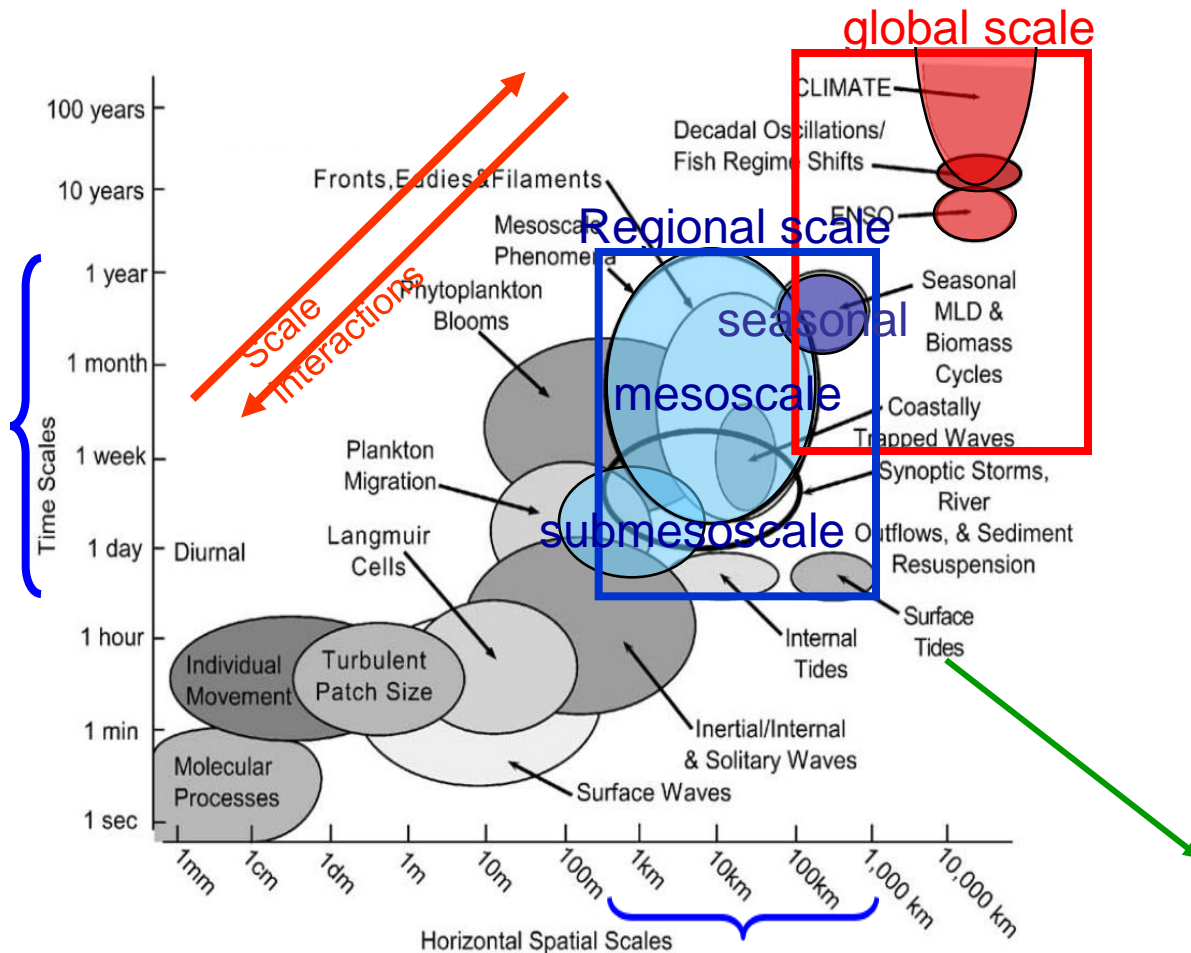 global scale
CLIMATE
100 years
Decadal Oscillations/
Fish Regime Shifts
10 years
Fronts,Eddies&Filaments
ENSO
Mesoscale
Phenomena
Regional scale
1 year
Seasonal
MLD &
Biomass
Cycles
Phytoplankton
Blooms
Scale
interactions
seasonal
1 month
mesoscale
Coastally
Trapped Waves
1 week
Plankton
Migration
Synoptic Storms,
River
Outflows, & Sediment
Resuspension
Time Scales
submesoscale
Langmuir
Cells
1 day
Diurnal
Surface
Tides
1 hour
Internal
Tides
Individual
Movement
Turbulent
Patch Size
1 min
Inertial/Internal
& Solitary Waves
Molecular
Processes
Surface Waves
1 sec
1mm
1cm
1dm
1m
10m
100m
1km
10km
100km
1,000 km
10,000 km
Horizontal Spatial Scales